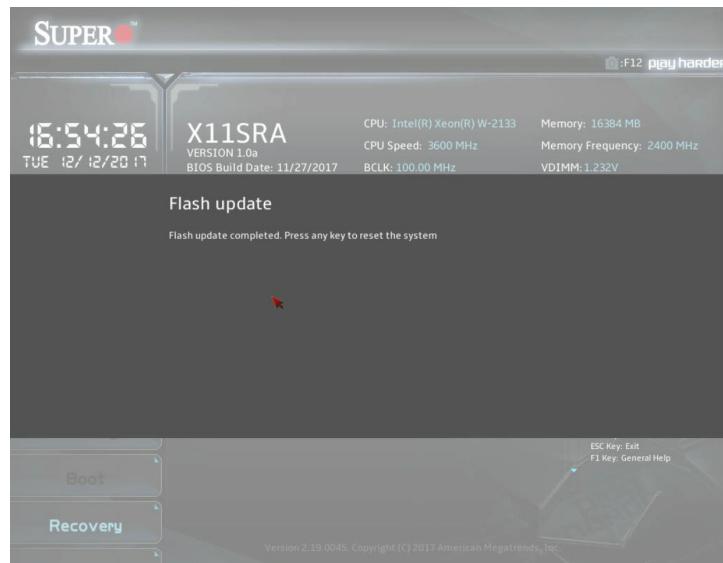 SUPER
:F12 play harder
16:54:26
TUE 12/12/2017
X11SRA
VERSION 1.0a
BIOS Build Date: 11/27/2017
CPU: Intel(R) Xeon(R) W-2133
CPU Speed: 3600 MHz
BCLK: 100.00 MHz
Memory: 16384 MB
Memory Frequency: 2400 MHz
VDIMM: 1.232V
Flash update
Flash update completed. Press any key to reset the system
ESC Key: Exit
F1 Key: General Help
Boot
Recovery
Version 2.19.0045. Copyright (C) 2017 American Megatrends, Inc.